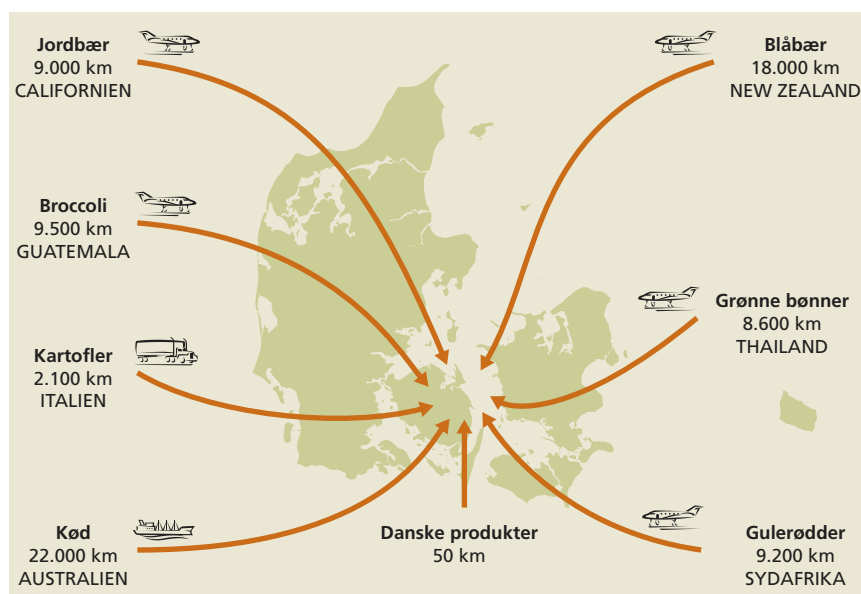 Jordbær
9.000 km
CALIFORNIEN
Blåbær
18.000 km
NEW ZEALAND
Broccoli
9.500 km
GUATEMALA
Grønne bønner
8.600 km
THAILAND
Kartofler
2.100 km
ITALIEN
Kød
22.000 km
AUSTRALIEN
Danske produkter
50 km
Gulerødder
9.200 km
SYDAFRIKA